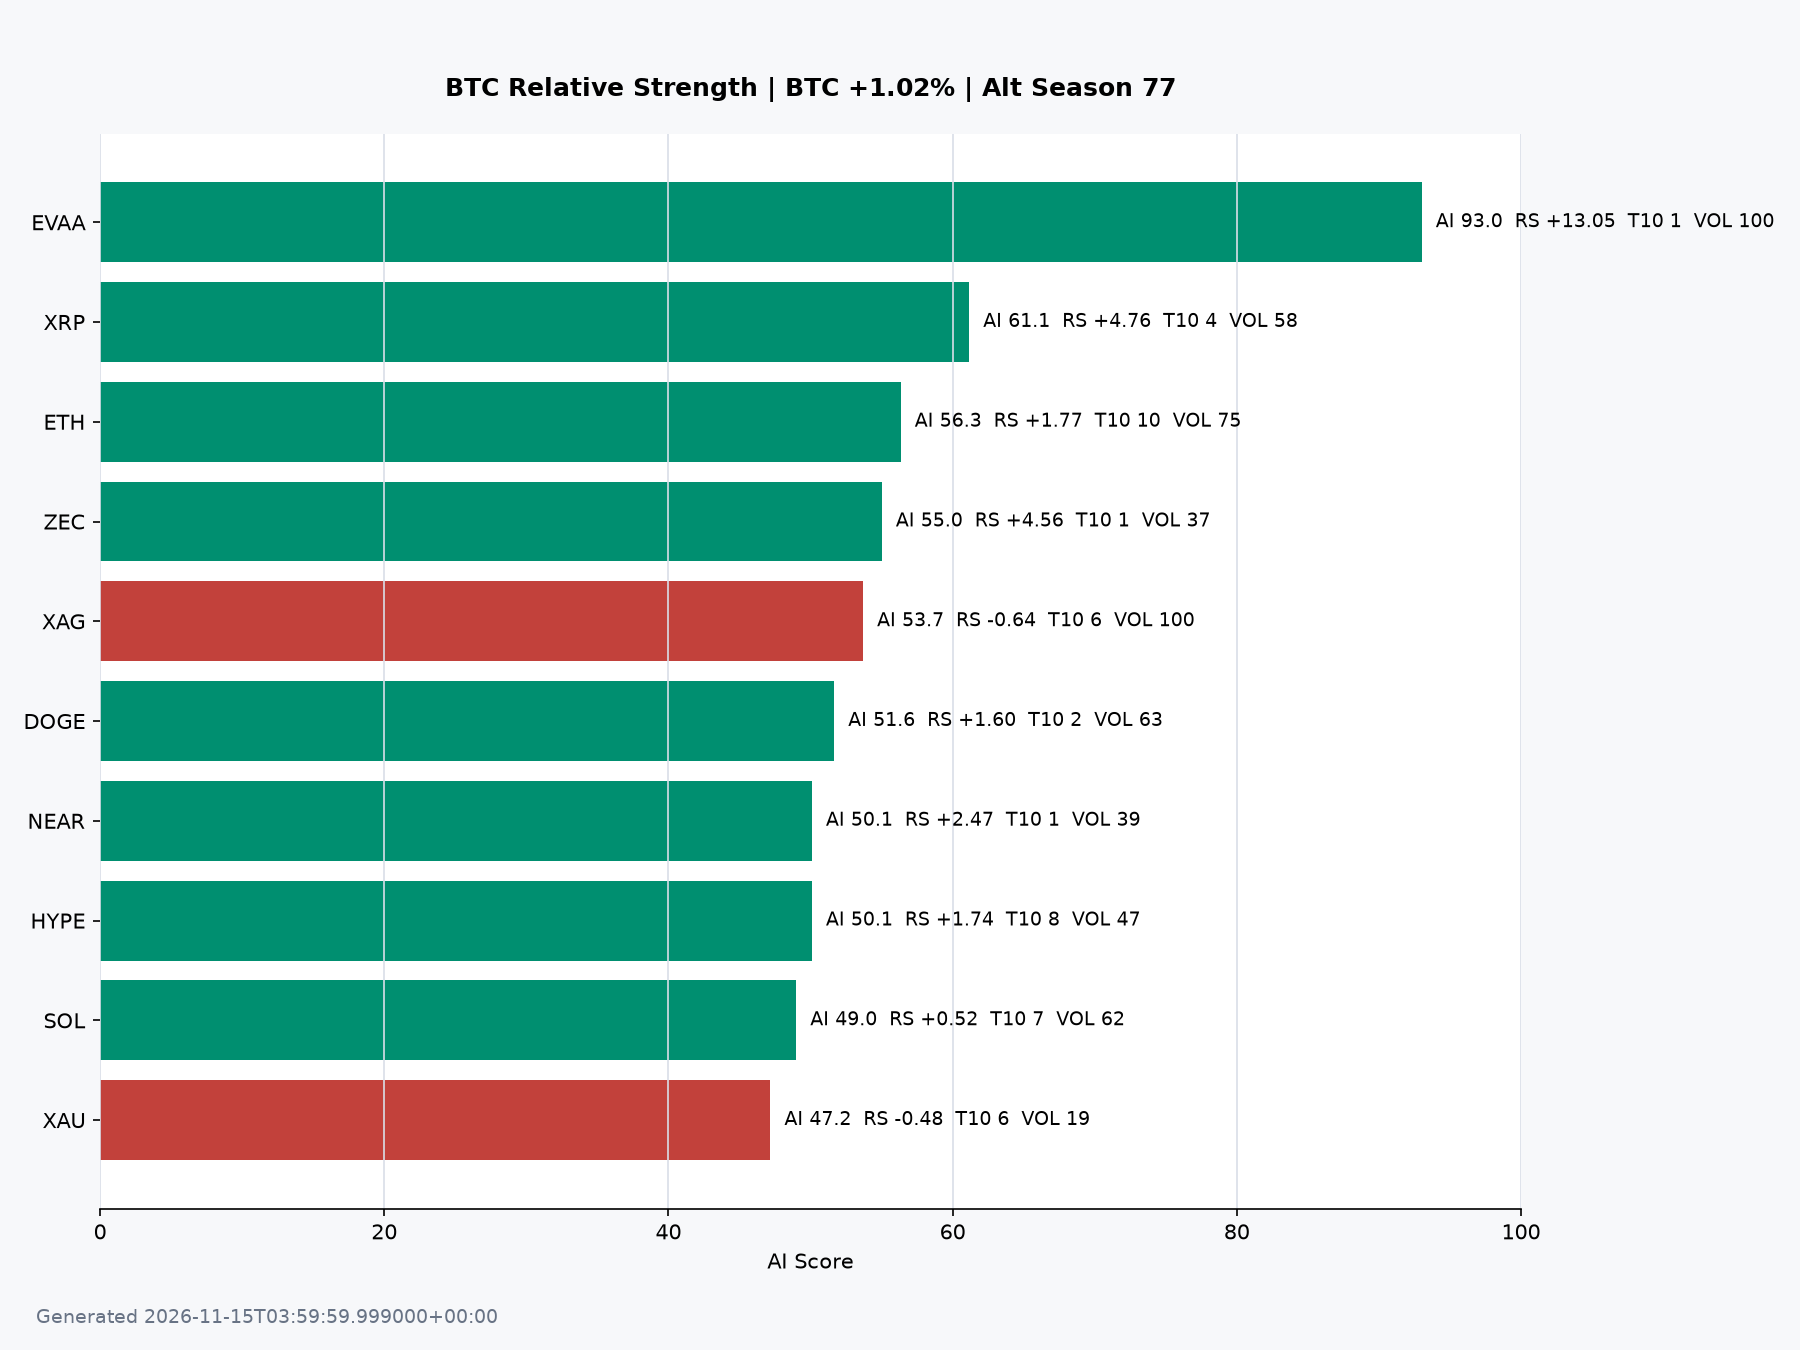 BTC Relative Strength | BTC +1.02% | Alt Season 77
EVAA AI 93.0 RS +13.05 T10 1 VOL 100
XRP AI 61.1 RS +4.76 T10 4 VOL 58
ETH AI 56.3 RS +1.77 T10 10 VOL 75
ZEC AI 55.0 RS +4.56 T10 1 VOL 37
XAG AI 53.7 RS -0.64 T10 6 VOL 100
DOGE AI 51.6 RS +1.60 T10 2 VOL 63
NEAR AI 50.1 RS +2.47 T10 1 VOL 39
HYPE AI 50.1 RS +1.74 T10 8 VOL 47
SOL AI 49.0 RS +0.52 T10 7 VOL 62
XAU AI 47.2 RS -0.48 T10 6 VOL 19
0 20 40 60 80 100
AI Score
Generated 2026-11-15T03:59:59.999000+00:00